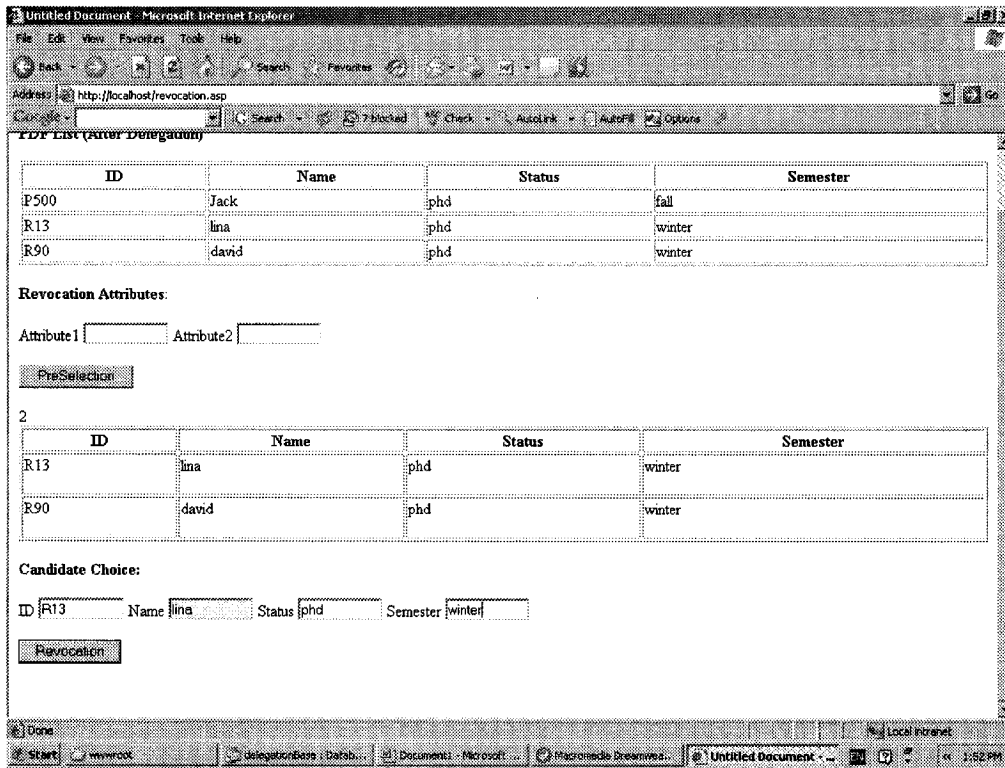 Untitled Document - Microsoft Internet Explorer
File Edit View Favorites Tools Help
Back Search Favorites
Address http://localhost/revocation.asp Go
Google Search 7 blocked Check AutoLink AutoFill Options
PDF List (After Delegation)
ID Name Status Semester
P500 Jack phd fall
R13 lina phd winter
R90 david phd winter
Revocation Attributes:
Attribute1 Attribute2
PreSelection
2
ID Name Status Semester
R13 lina phd winter
R90 david phd winter
Candidate Choice:
ID R13 Name lina Status phd Semester winter
Revocation
Done Local intranet
Start wwwroot delegationBase : Datab... Document1 - Microsoft ... Macromedia Dreamwea... Untitled Document - ... 1:52 PM